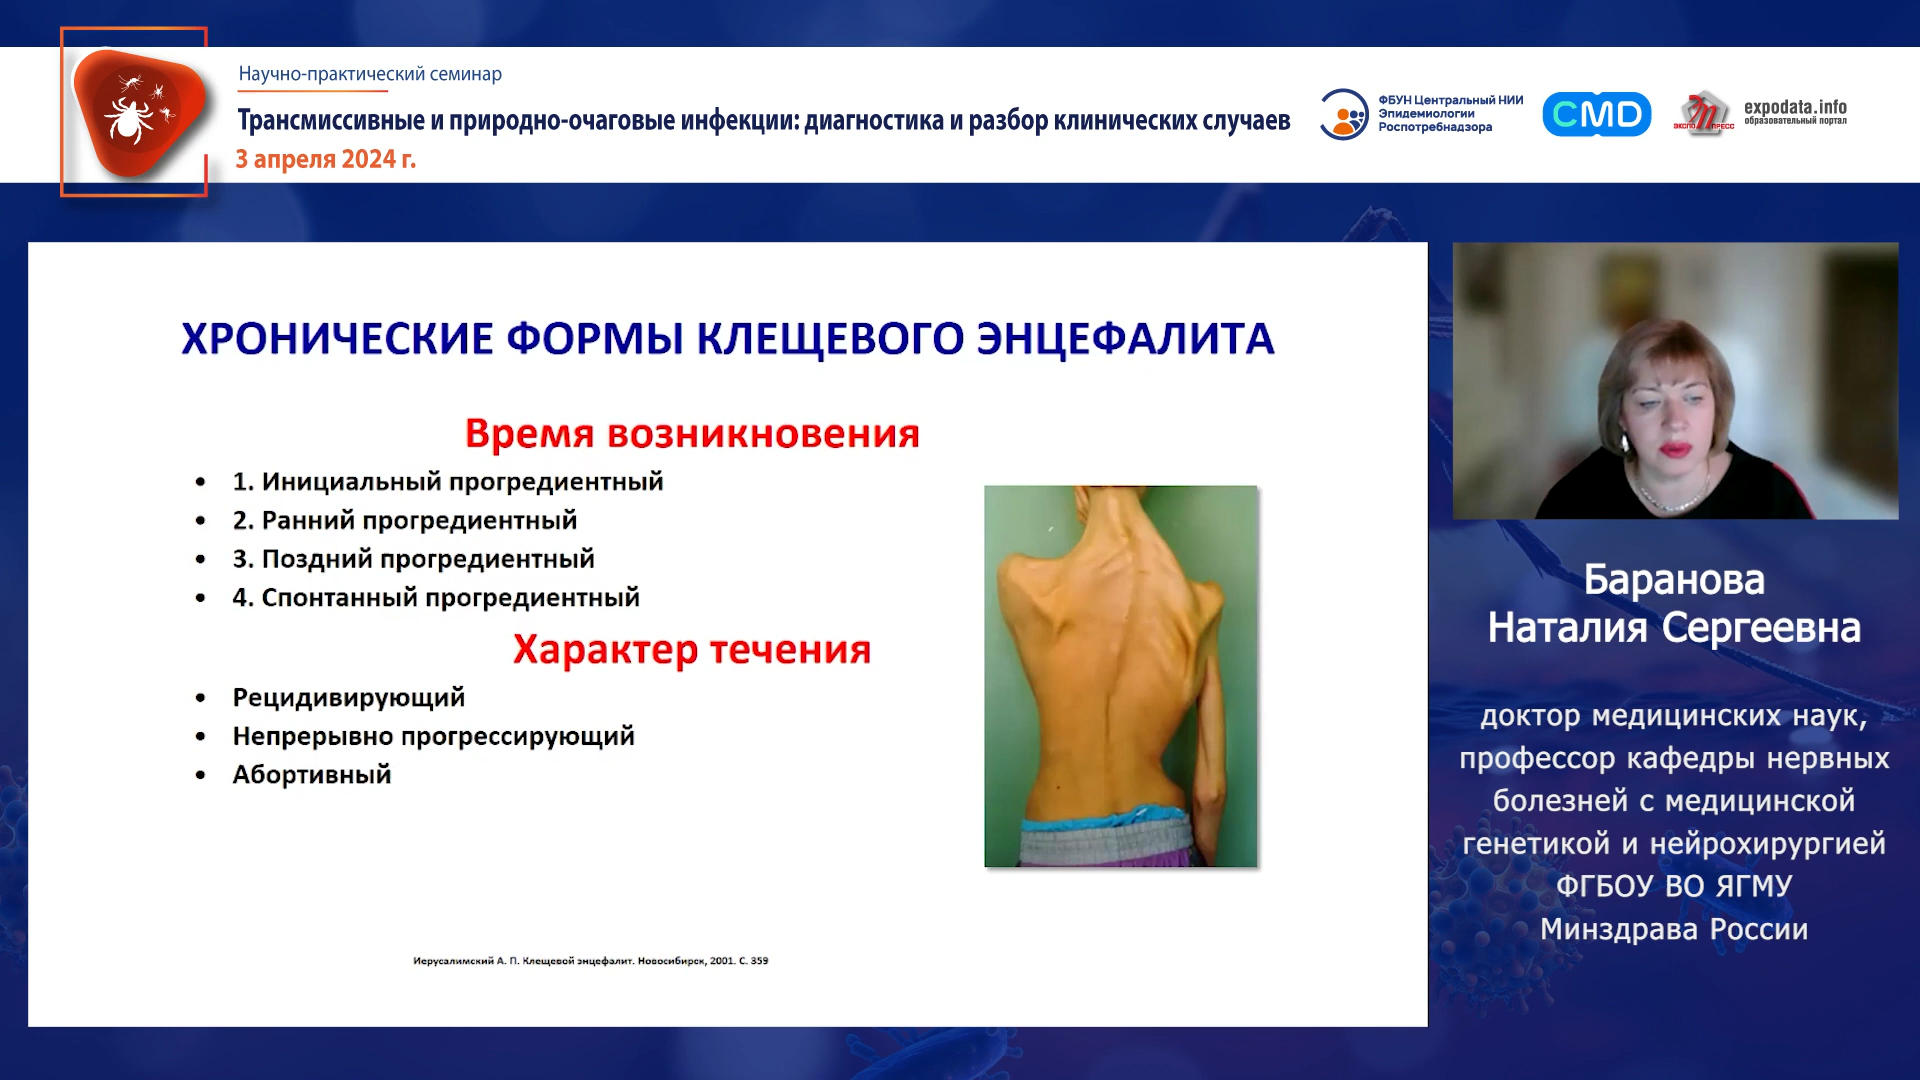 Научно-практический семинар
Трансмиссивные и природно-очаговые инфекции: диагностика и разбор клинических случаев
3 апреля 2024 г.
ФБУН Центральный НИИ
Эпидемиологии
Роспотребнадзора
CMD
ЭП
ЭКСПО ПРЕСС
expodata.info
образовательный портал
ХРОНИЧЕСКИЕ ФОРМЫ КЛЕЩЕВОГО ЭНЦЕФАЛИТА
Время возникновения
• 1. Инициальный прогредиентный
• 2. Ранний прогредиентный
• 3. Поздний прогредиентный
• 4. Спонтанный прогредиентный
Характер течения
• Рецидивирующий
• Непрерывно прогрессирующий
• Абортивный
Иерусалимский А. П. Клещевой энцефалит. Новосибирск, 2001. С. 359
Баранова
Наталия Сергеевна
доктор медицинских наук,
профессор кафедры нервных
болезней с медицинской
генетикой и нейрохирургией
ФГБОУ ВО ЯГМУ
Минздрава России